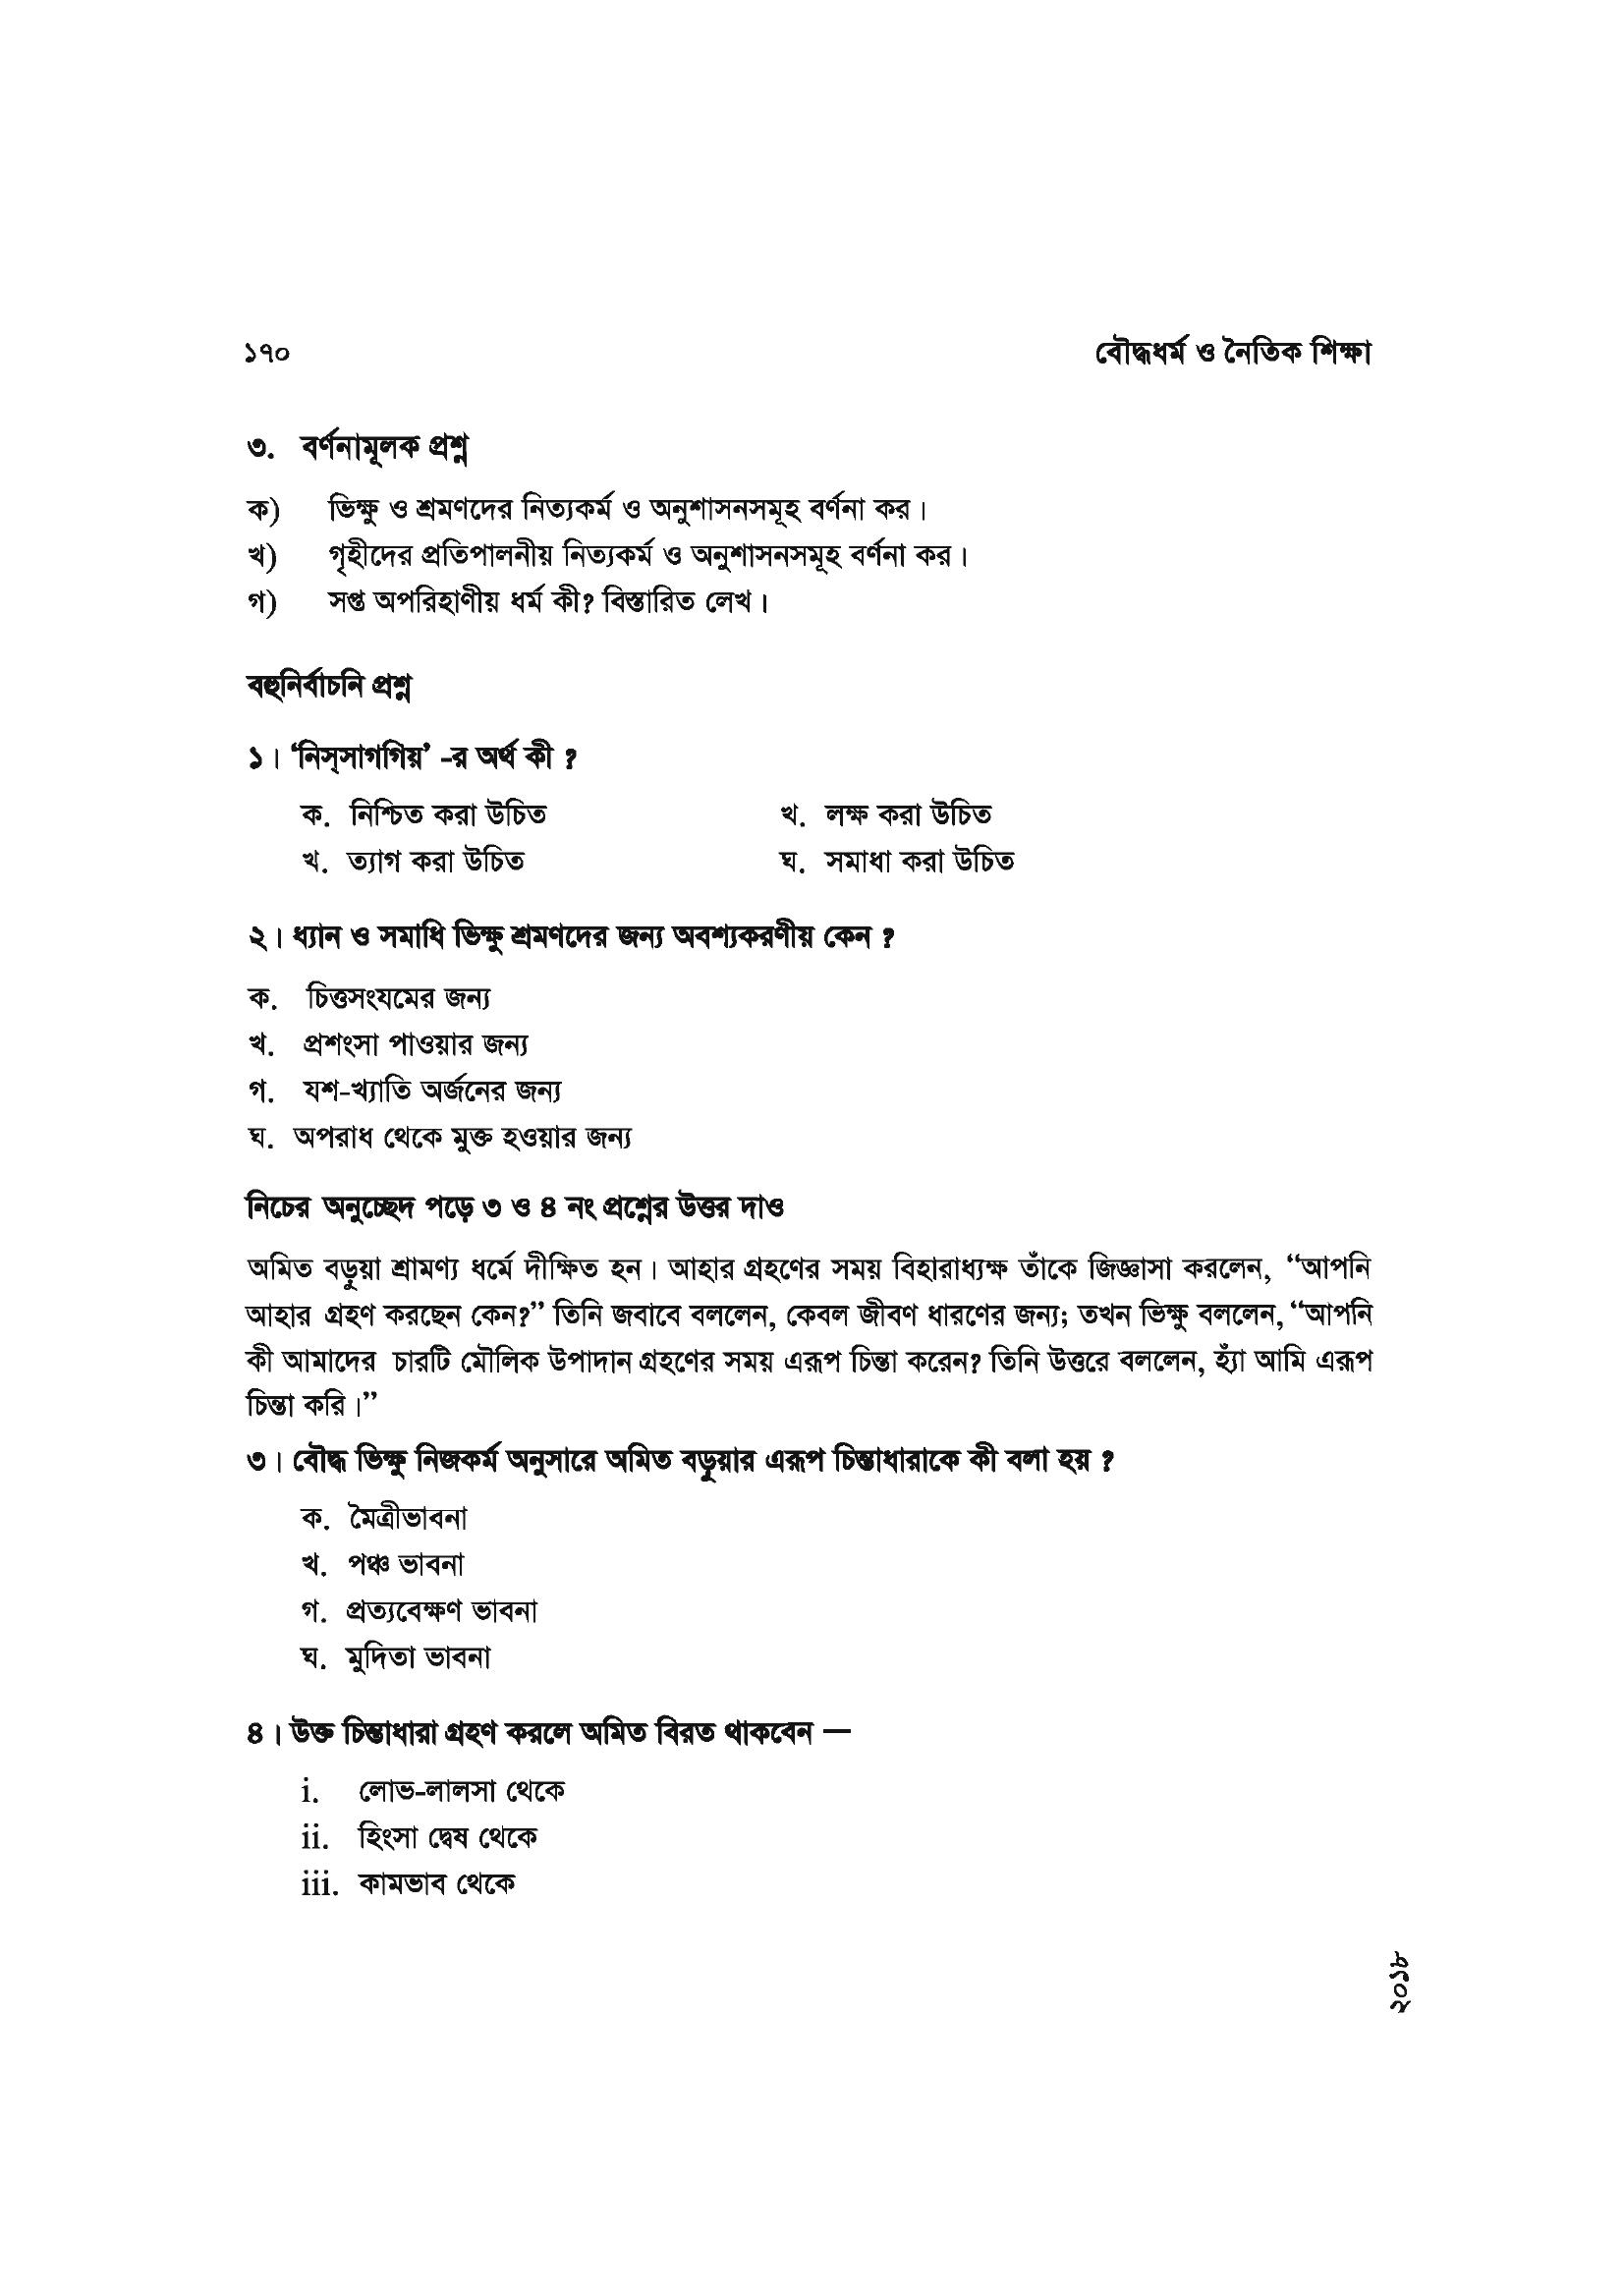 ১৭০
বৌদ্ধধর্ম ও নৈতিক শিক্ষা
৩. বর্ণনামূলক প্রশ্ন
ক) ভিক্ষু ও শ্রমণদের নিত্যকর্ম ও অনুশাসনসমূহ বর্ণনা কর।
খ) গৃহীদের প্রতিপালনীয় নিত্যকর্ম ও অনুশাসনসমূহ বর্ণনা কর।
গ) সপ্ত অপরিহাণীয় ধর্ম কী? বিস্তারিত লেখ।
বহুনির্বাচনি প্রশ্ন
১। ‘নিস্‌সাগগিয়’ -র অর্থ কী ?
ক. নিশ্চিত করা উচিত খ. লক্ষ করা উচিত
খ. ত্যাগ করা উচিত ঘ. সমাধা করা উচিত
২। ধ্যান ও সমাধি ভিক্ষু শ্রমণদের জন্য অবশ্যকরণীয় কেন ?
ক. চিত্তসংযমের জন্য
খ. প্রশংসা পাওয়ার জন্য
গ. যশ-খ্যাতি অর্জনের জন্য
ঘ. অপরাধ থেকে মুক্ত হওয়ার জন্য
নিচের অনুচ্ছেদ পড়ে ৩ ও ৪ নং প্রশ্নের উত্তর দাও
অমিত বড়ুয়া শ্রামণ্য ধর্মে দীক্ষিত হন। আহার গ্রহণের সময় বিহারাধ্যক্ষ তাঁকে জিজ্ঞাসা করলেন, “আপনি
আহার গ্রহণ করছেন কেন?” তিনি জবাবে বললেন, কেবল জীবণ ধারণের জন্য; তখন ভিক্ষু বললেন, “আপনি
কী আমাদের চারটি মৌলিক উপাদান গ্রহণের সময় এরূপ চিন্তা করেন? তিনি উত্তরে বললেন, হ্যাঁ আমি এরূপ
চিন্তা করি।”
৩। বৌদ্ধ ভিক্ষু নিজকর্ম অনুসারে অমিত বড়ুয়ার এরূপ চিন্তাধারাকে কী বলা হয় ?
ক. মৈত্রীভাবনা
খ. পঞ্চ ভাবনা
গ. প্রত্যবেক্ষণ ভাবনা
ঘ. মুদিতা ভাবনা
৪। উক্ত চিন্তাধারা গ্রহণ করলে অমিত বিরত থাকবেন —
i. লোভ-লালসা থেকে
ii. হিংসা দ্বেষ থেকে
iii. কামভাব থেকে
২০১৮